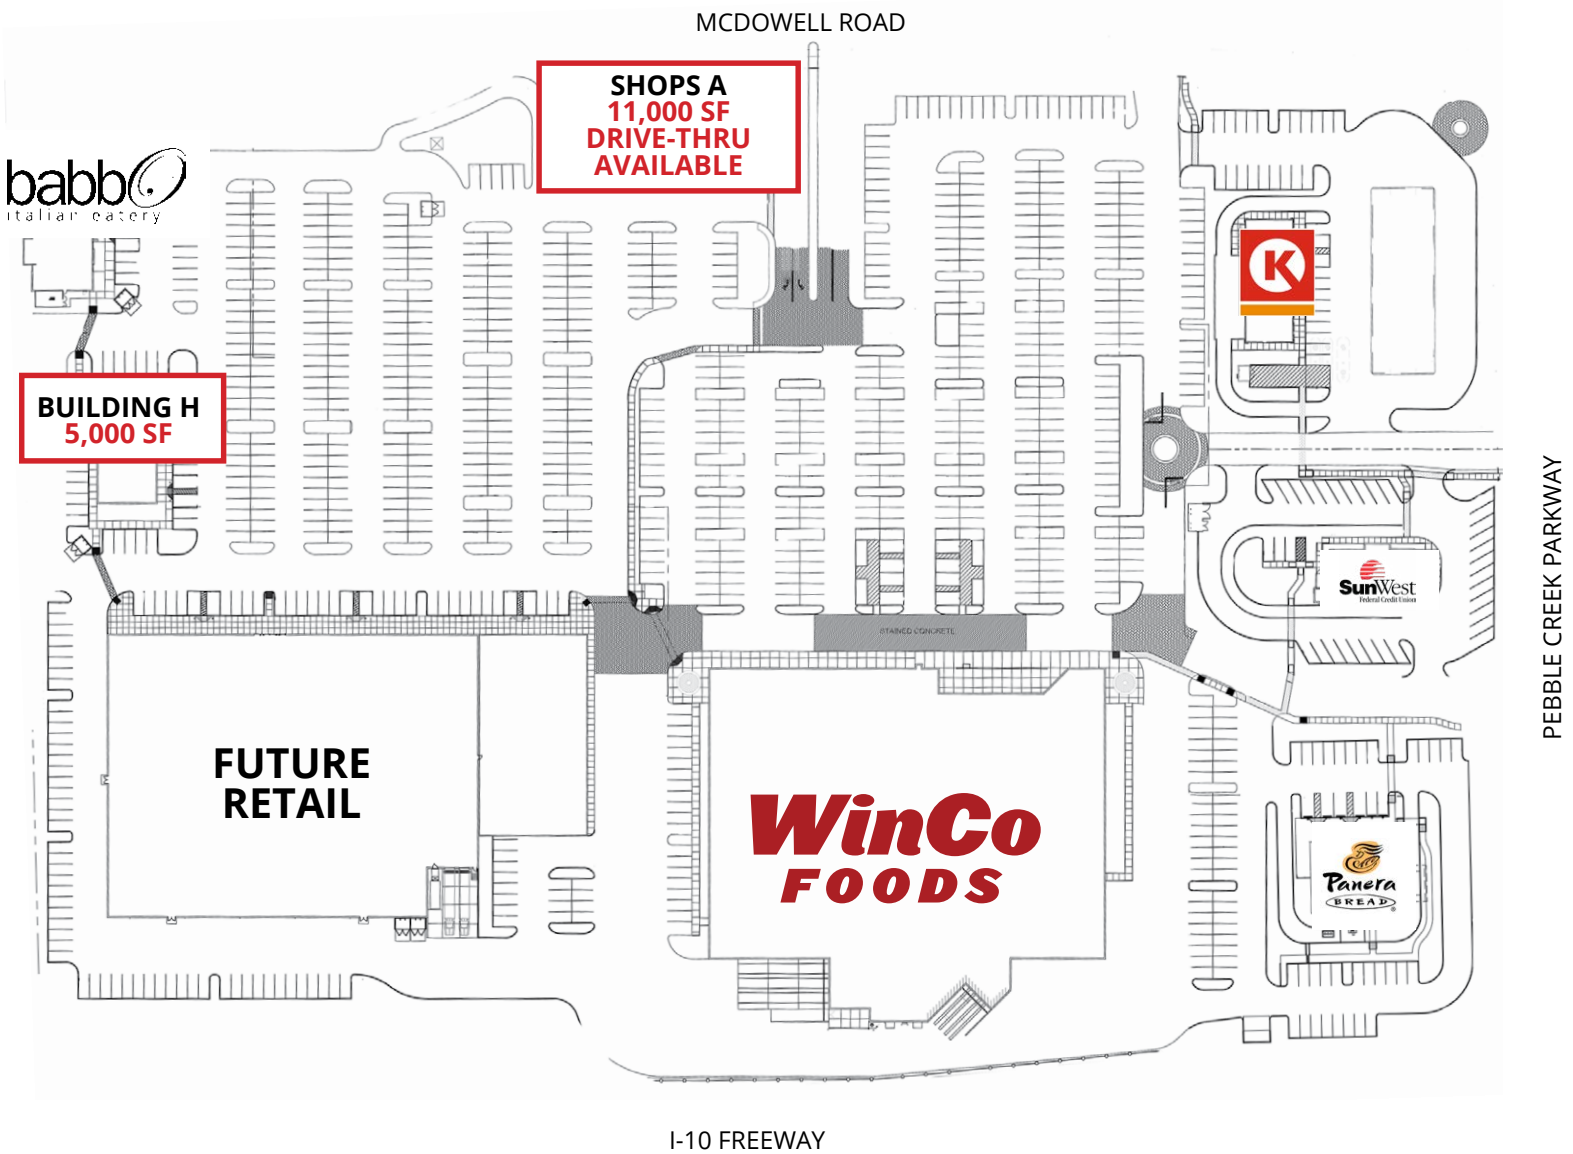 MCDOWELL ROAD
SHOPS A
11,000 SF
DRIVE-THRU
AVAILABLE
babbo
italian eatery
K
BUILDING H
5,000 SF
PEBBLE CREEK PARKWAY
SunWest
Federal Credit Union
STAINED CONCRETE
FUTURE
RETAIL
WinCo
FOODS
Panera
BREAD®
I-10 FREEWAY